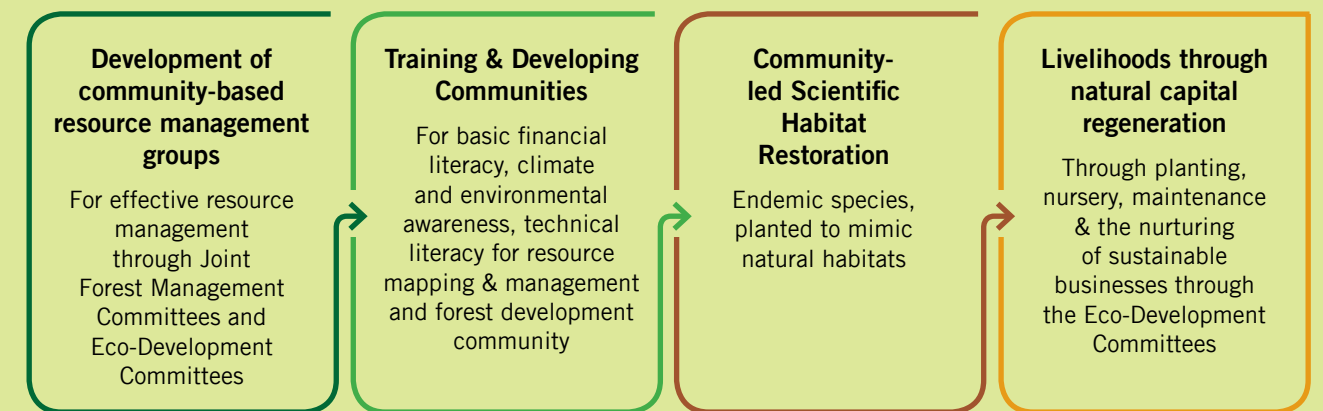 Development of
community-based
resource management
groups
For effective resource
management
through Joint
Forest Management
Committees and
Eco-Development
Committees
Training & Developing
Communities
For basic financial
literacy, climate
and environmental
awareness, technical
literacy for resource
mapping & management
and forest development
community
Community-
led Scientific
Habitat
Restoration
Endemic species,
planted to mimic
natural habitats
Livelihoods through
natural capital
regeneration
Through planting,
nursery, maintenance
& the nurturing
of sustainable
businesses through
the Eco-Development
Committees